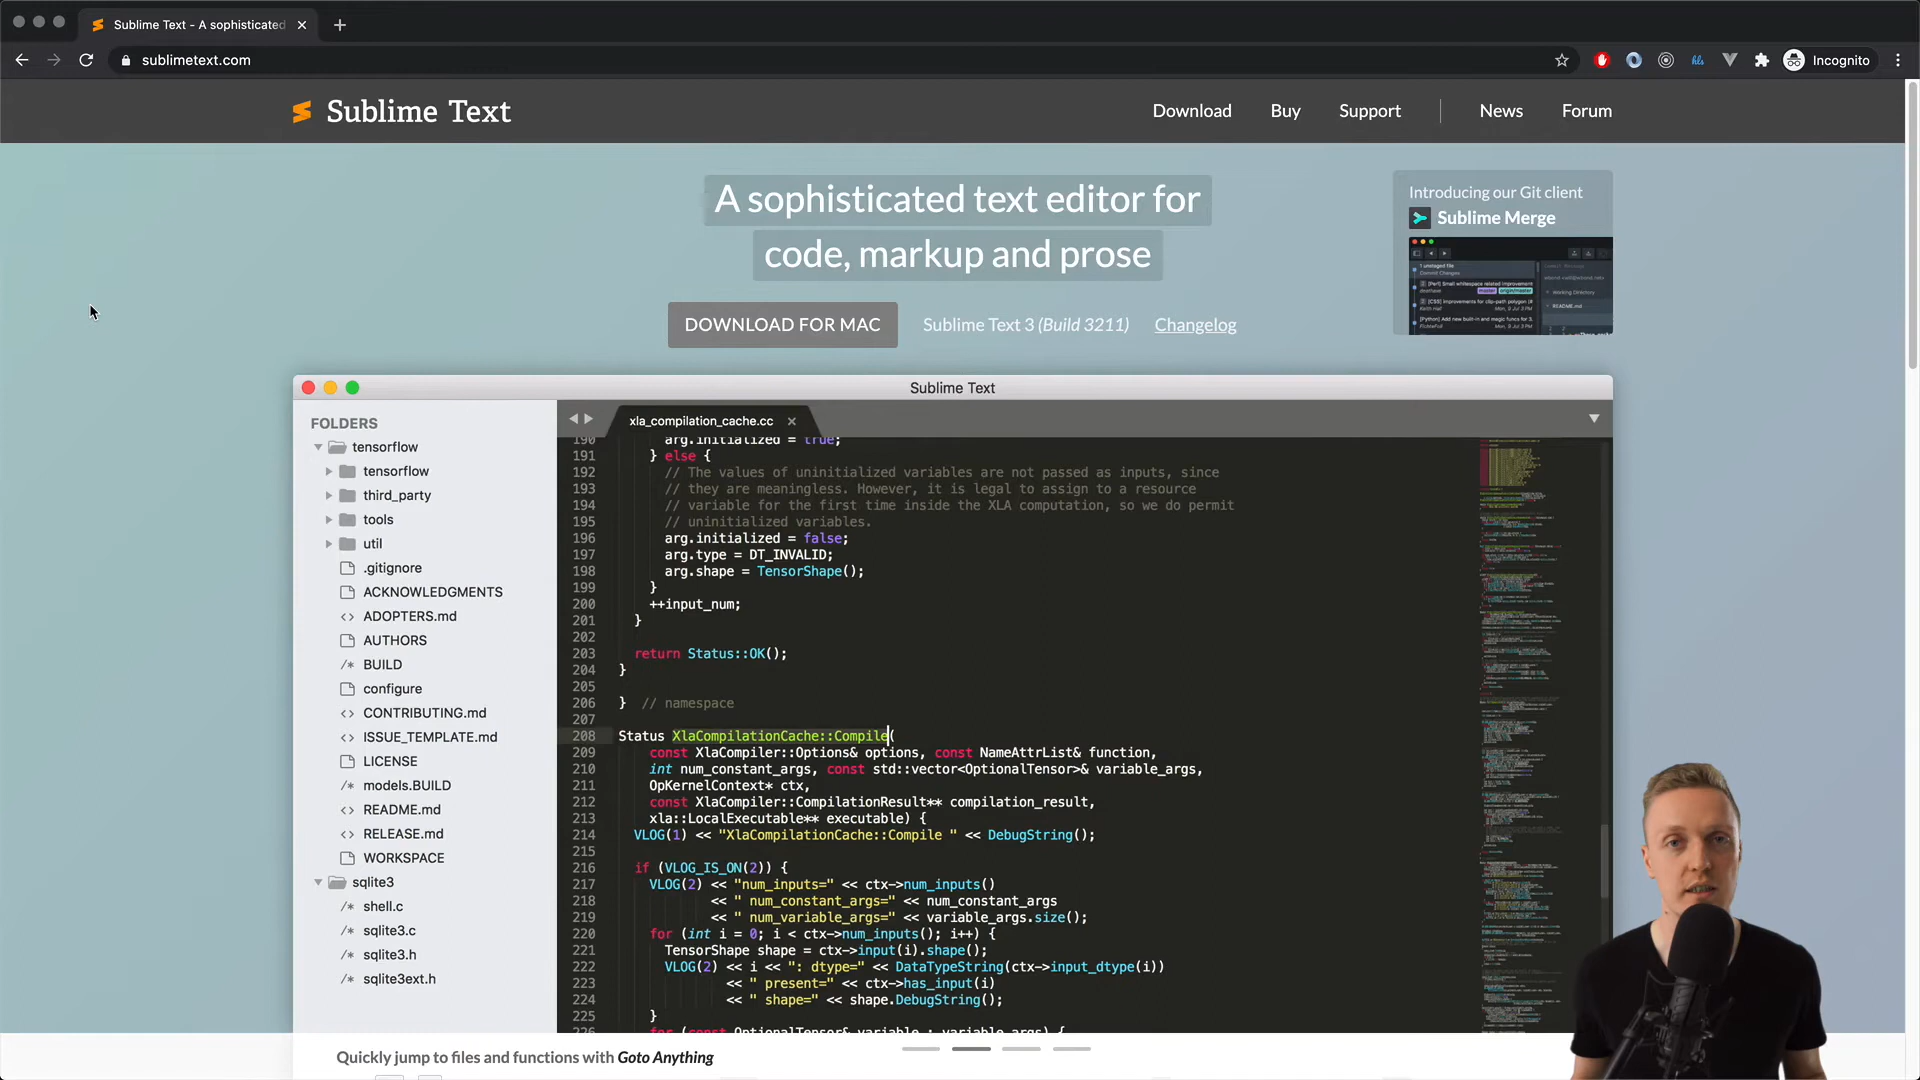 Sublime Text - A sophisticated
sublimetext.com
Incognito
Sublime Text
Download
Buy
Support
News
Forum
A sophisticated text editor for
code, markup and prose
Introducing our Git client
Sublime Merge
DOWNLOAD FOR MAC
Sublime Text 3 (Build 3211)
Changelog
Sublime Text
FOLDERS
tensorflow
tensorflow
third_party
tools
util
.gitignore
ACKNOWLEDGMENTS
ADOPTERS.md
AUTHORS
BUILD
configure
CONTRIBUTING.md
ISSUE_TEMPLATE.md
LICENSE
models.BUILD
README.md
RELEASE.md
WORKSPACE
sqlite3
shell.c
sqlite3.c
sqlite3.h
sqlite3ext.h
xla_compilation_cache.cc
190 arg.initialized = true;
191 } else {
192 // The values of uninitialized variables are not passed as inputs, since
193 // they are meaningless. However, it is legal to assign to a resource
194 // variable for the first time inside the XLA computation, so we do permit
195 // uninitialized variables.
196 arg.initialized = false;
197 arg.type = DT_INVALID;
198 arg.shape = TensorShape();
199 }
200 ++input_num;
201 }
202
203 return Status::OK();
204 }
205
206 } // namespace
207
208 Status XlaCompilationCache::Compile(
209 const XlaCompiler::Options& options, const NameAttrList& function,
210 int num_constant_args, const std::vector<OptionalTensor>& variable_args,
211 OpKernelContext* ctx,
212 const XlaCompiler::CompilationResult** compilation_result,
213 xla::LocalExecutable** executable) {
214 VLOG(1) << "XlaCompilationCache::Compile " << DebugString();
215
216 if (VLOG_IS_ON(2)) {
217 VLOG(2) << "num_inputs=" << ctx->num_inputs()
218 << " num_constant_args=" << num_constant_args
219 << " num_variable_args=" << variable_args.size();
220 for (int i = 0; i < ctx->num_inputs(); i++) {
221 TensorShape shape = ctx->input(i).shape();
222 VLOG(2) << i << ": dtype=" << DataTypeString(ctx->input_dtype(i))
223 << " present=" << ctx->has_input(i)
224 << " shape=" << shape.DebugString();
225 }
226 for (const OptionalTensor& variable : variable_args) {
Quickly jump to files and functions with Goto Anything